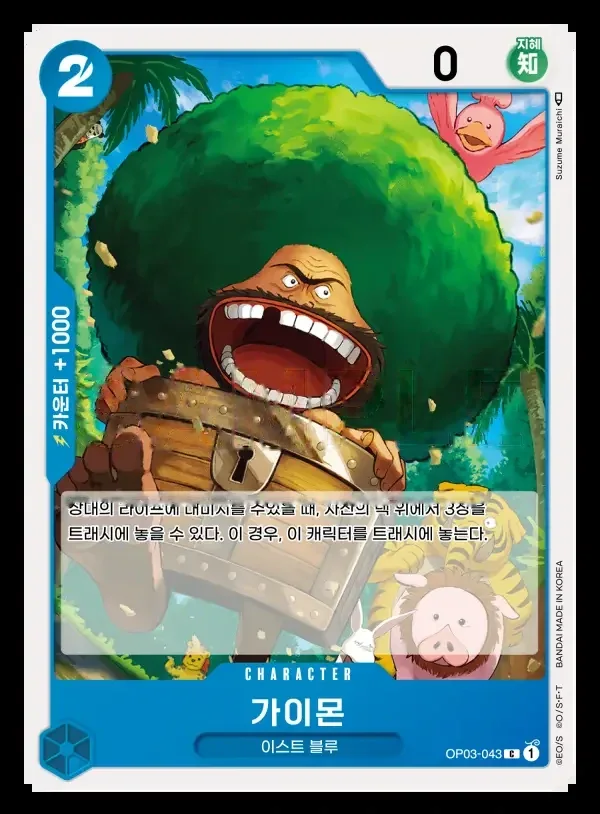 2
0
지혜
知
Suzume Muraichi
카운터 +1000
상대의 라이프에 대미지를 주었을 때, 자신의 덱 위에서 3장을
트래시에 놓을 수 있다. 이 경우, 이 캐릭터를 트래시에 놓는다.
CHARACTER
가이몬
이스트 블루
OP03-043 C 1
©EO/S ©O/S·F·T BANDAI MADE IN KOREA